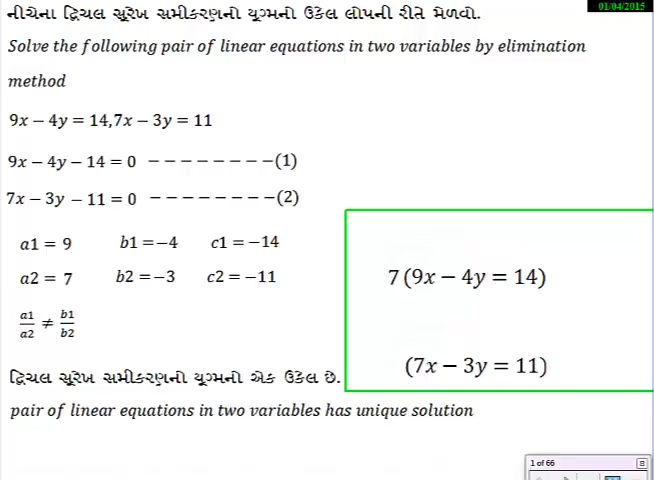 01/04/2015
નીચેના દ્વિચલ સુરેખ સમીકરણનો યૂગ્મનો ઉકેલ લોપની રીતે મેળવો.
Solve the following pair of linear equations in two variables by elimination
method
9x − 4y = 14,7x − 3y = 11
9x − 4y − 14 = 0 − − − − − − − −(1)
7x − 3y − 11 = 0 − − − − − − − −(2)
a1 = 9 b1 =−4 c1 = −14
a2 = 7 b2 =−3 c2 = −11
a1/a2 ≠ b1/b2
7 (9x − 4y = 14)
(7x − 3y = 11)
દ્વિચલ સુરેખ સમીકરણની યૂગ્મની એક ઉકેલ છે.
pair of linear equations in two variables has unique solution
1 of 66